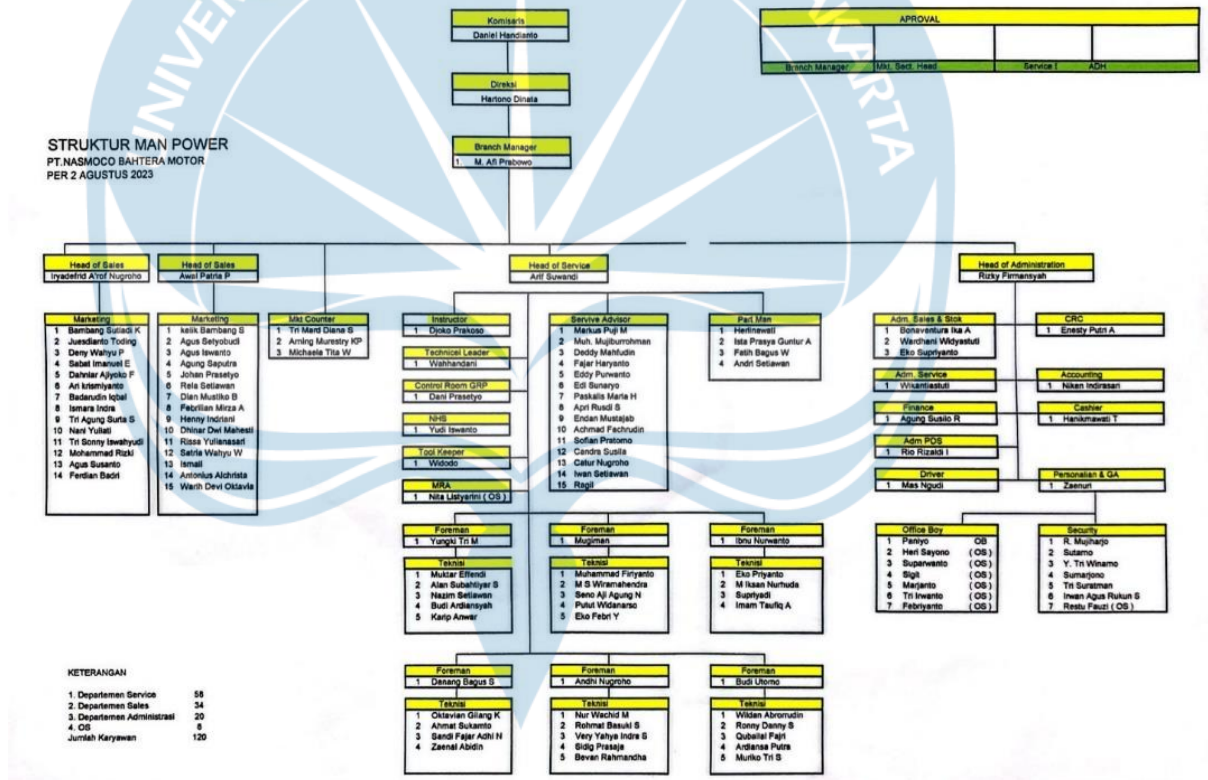 INIVERSI
AKARTA
Komisaris
Daniel Handianto
APROVAL
Branch Manager Mkt. Sect. Head Service ADH
Direksi
Hartono Dinata
STRUKTUR MAN POWER
PT.NASMOCO BAHTERA MOTOR
PER 2 AGUSTUS 2023
Branch Manager
1. M. Afi Prabowo
Head of Sales
Iryadefrid A'rof Nugroho
Head of Sales
Awal Patria P
Head of Service
Arif Suwandi
Head of Administration
Rizky Firmansyah
Marketing
1 Bambang Sutiadi K
2 Juesdianto Toding
3 Deny Wahyu P
4 Sabat Imanuel E
5 Dahniar Ajiyoko F
6 Ari krismiyanto
7 Badarudin Iqbal
8 Ismara Indra
9 Tri Agung Surta S
10 Nani Yuliati
11 Tri Sonny Iswahyudi
12 Mohammad Rizki
13 Agus Susanto
14 Ferdian Badri
Marketing
1 kelik Bambang S
2 Agus Setyobudi
3 Agus Iswanto
4 Agung Saputra
5 Johan Prasetyo
6 Rela Setiawan
7 Dian Mustiko B
8 Febrilian Mirza A
9 Henny Indriani
10 Dhinar Dwi Mahesti
11 Rissa Yulianasari
12 Satria Wahyu W
13 Ismail
14 Antonius Alchrista
15 Warih Devi Oktavia
Mkt Counter
1 Tri Mard Diana S
2 Arning Murestry KP
3 Michaela Tita W
Instructor
1 Djoko Prakoso
Technicel Leader
1 Wahhandani
Control Room GRP
1 Dani Prasetyo
NHS
1 Yudi Iswanto
Tool Keeper
1 Widodo
MRA
1 Nita Listyarini ( OS )
Servive Advisor
1 Markus Puji M
2 Muh. Mujiburrohman
3 Deddy Mahfudin
4 Fajar Haryanto
5 Eddy Purwanto
6 Edi Sunaryo
7 Paskalis Maria H
8 Apri Rusdi S
9 Endan Mustajab
10 Achmad Fachrudin
11 Sofian Pratomo
12 Candra Susila
13 Catur Nugroho
14 Iwan Setiawan
15 Ragil
Part Man
1 Herlinawati
2 Ista Prasya Guntur A
3 Fatih Bagus W
4 Andri Setiawan
Adm. Sales & Stok
1 Bonaventura Ika A
2 Wardhani Widyastuti
3 Eko Supriyanto
CRC
1 Enesty Putri A
Adm. Service
1 Wikantiastuti
Accounting
1 Niken Indirasari
Finance
1 Agung Susilo R
Cashier
1 Hanikmawati T
Adm PDS
1 Rio Rizaldi I
Driver
1 Mas Ngudi
Personalian & GA
1 Zaenuri
Foreman
1 Yungki Tri M
Teknisi
1 Muktar Effendi
2 Alan Subahtiyar S
3 Nazim Setiawan
4 Budi Ardiansyah
5 Karip Anwar
Foreman
1 Mugiman
Teknisi
1 Muhammad Firiyanto
2 M S Wiramahendra
3 Seno Aji Agung N
4 Putut Widanarso
5 Eko Febri Y
Foreman
1 Ibnu Nurwanto
Teknisi
1 Eko Priyanto
2 M Iksan Nurhuda
3 Supriyadi
4 Imam Taufiq A
Office Boy
1 Paniyo OB
2 Heri Sayono ( OS )
3 Suparwanto ( OS )
4 Sigit ( OS )
5 Marjanto ( OS )
6 Tri Irwanto ( OS )
7 Febriyanto ( OS )
Security
1 R. Mujiharjo
2 Sutarno
3 Y. Tri Winarno
4 Sumarjono
5 Tri Suratman
6 Irwan Agus Rukun S
7 Restu Fauzi ( OS )
KETERANGAN
1. Departemen Service 58
2. Departemen Sales 34
3. Departemen Administrasi 20
4. OS 8
Jumlah Karyawan 120
Foreman
1 Danang Bagus S
Teknisi
1 Oktavian Gilang K
2 Ahmat Sukamto
3 Sandi Fajar Adhi N
4 Zaenal Abidin
Foreman
1 Andhi Nugroho
Teknisi
1 Nur Wachid M
2 Rohmat Basuki S
3 Very Yahya Indra G
4 Sidig Prasaja
5 Bevan Rahmandha
Foreman
1 Budi Utomo
Teknisi
1 Wildan Abrorrudin
2 Ronny Danny S
3 Qubailal Fajri
4 Ardiansa Putra
5 Muriko Tri S